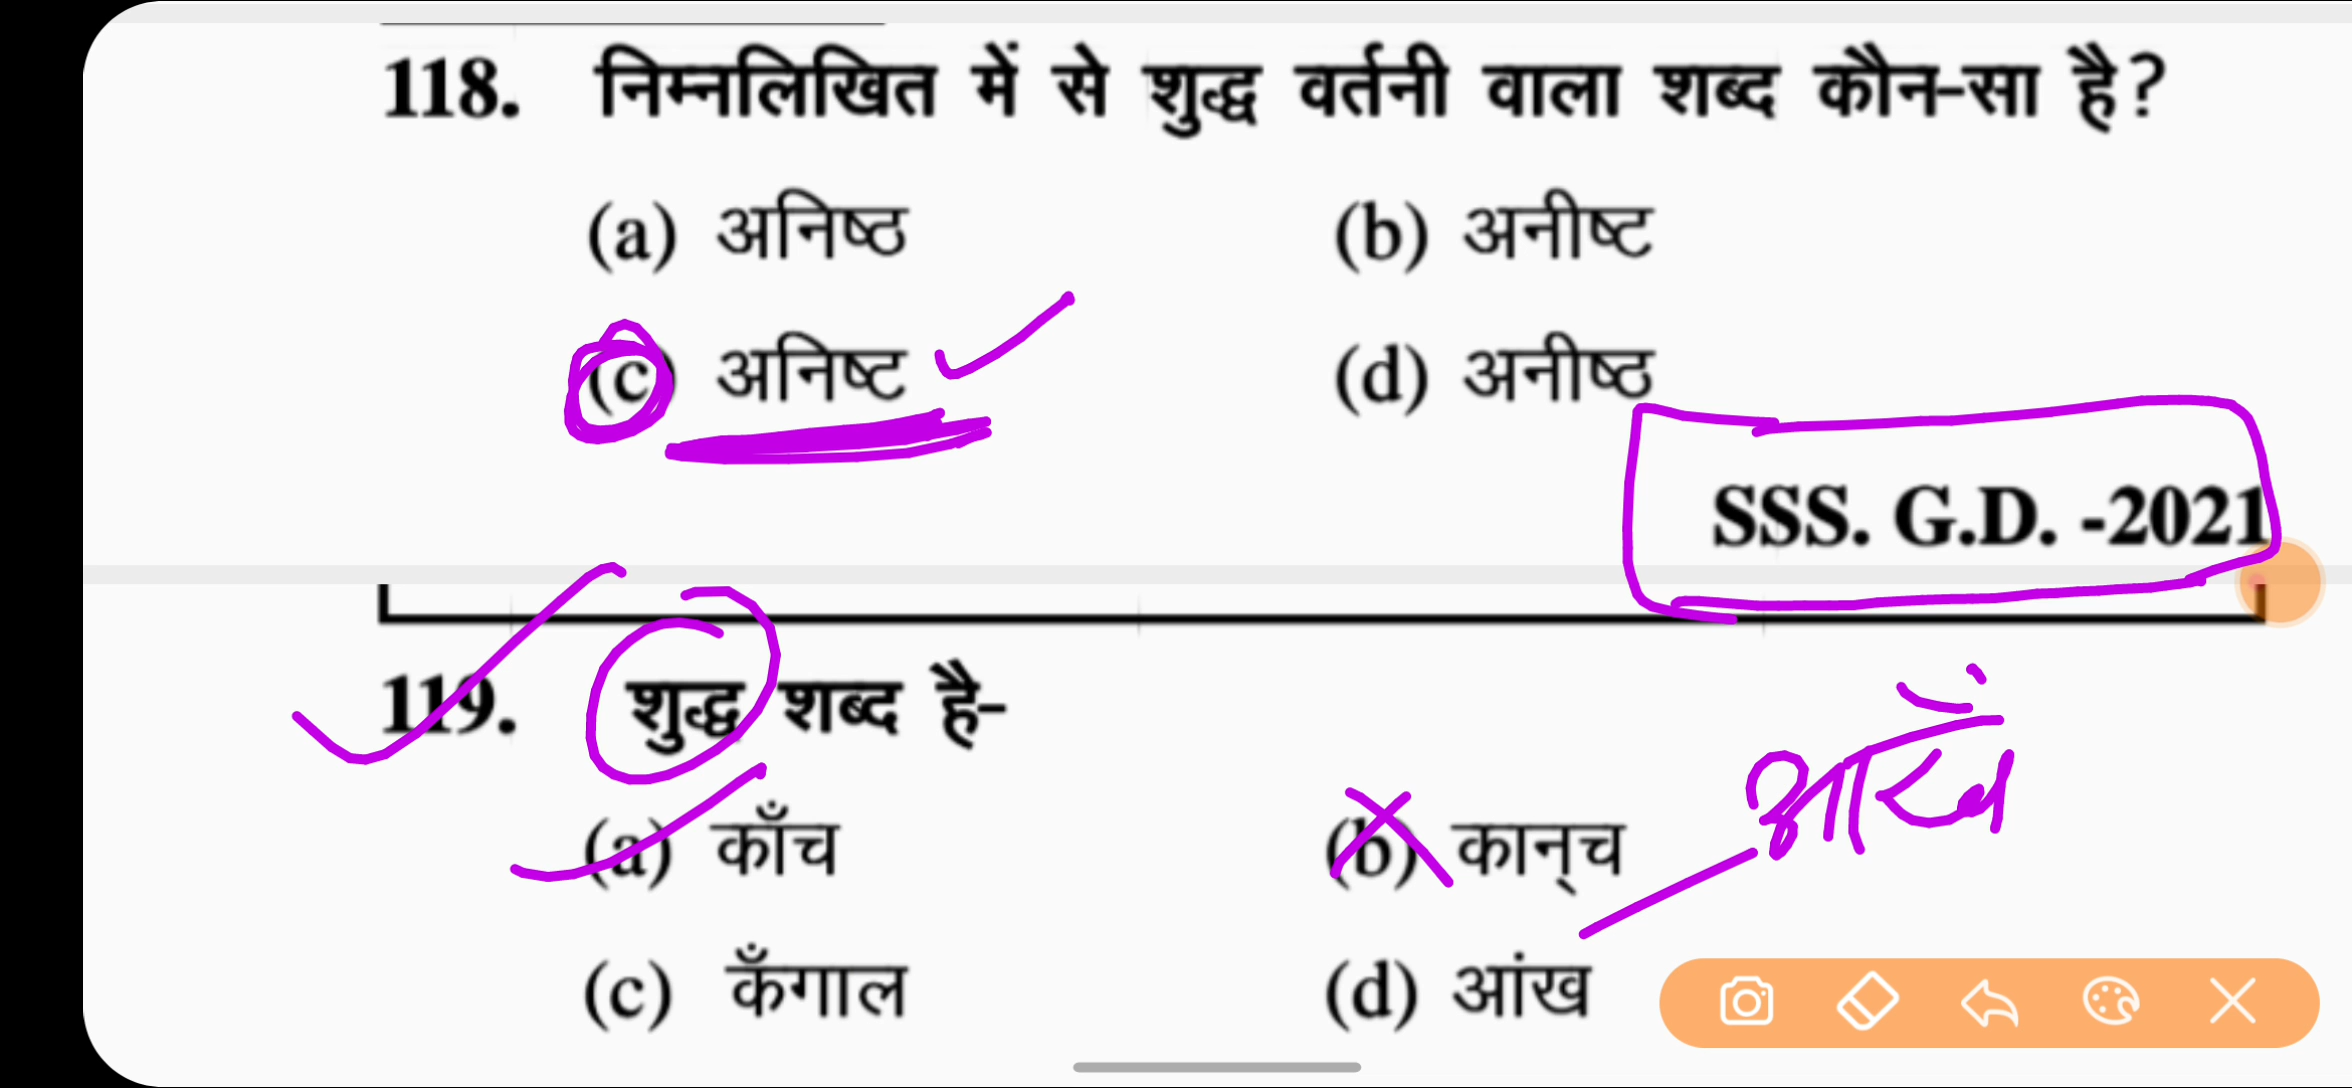 118. निम्नलिखित में से शुद्ध वर्तनी वाला शब्द कौन-सा है?
(a) अनिष्ठ (b) अनीष्ट
(c) अनिष्ट (d) अनीष्ठ
SSS. G.D. -2021
119. शुद्ध शब्द है-
(a) काँच (b) कान्‌च
(c) कँगाल (d) आंख